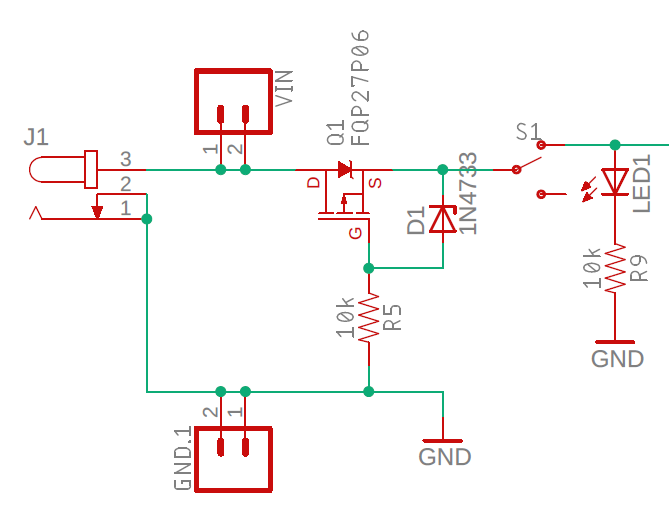 VIN
1
2
Q1
FQP27P06
J1
3
2
1
D
S
G
D1
1N4733
S1
LED1
10k
R5
10k
R9
GND
2
1
GND.1
GND